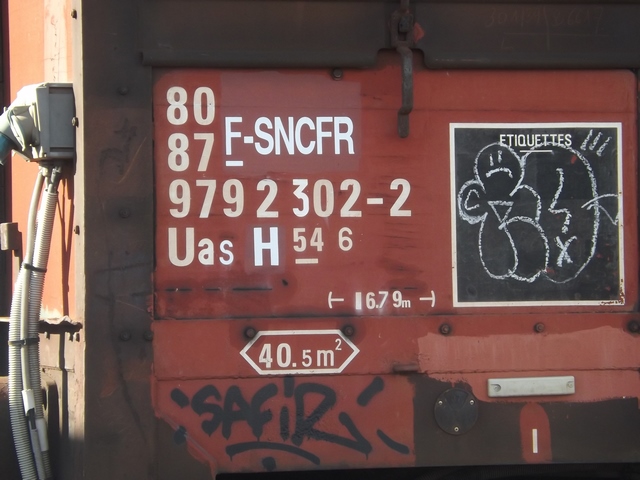 80
87 F-SNCFR
979 2 302-2
Uas H 54 6
16.79m
40.5m²
ETIQUETTES
SAFIR
I